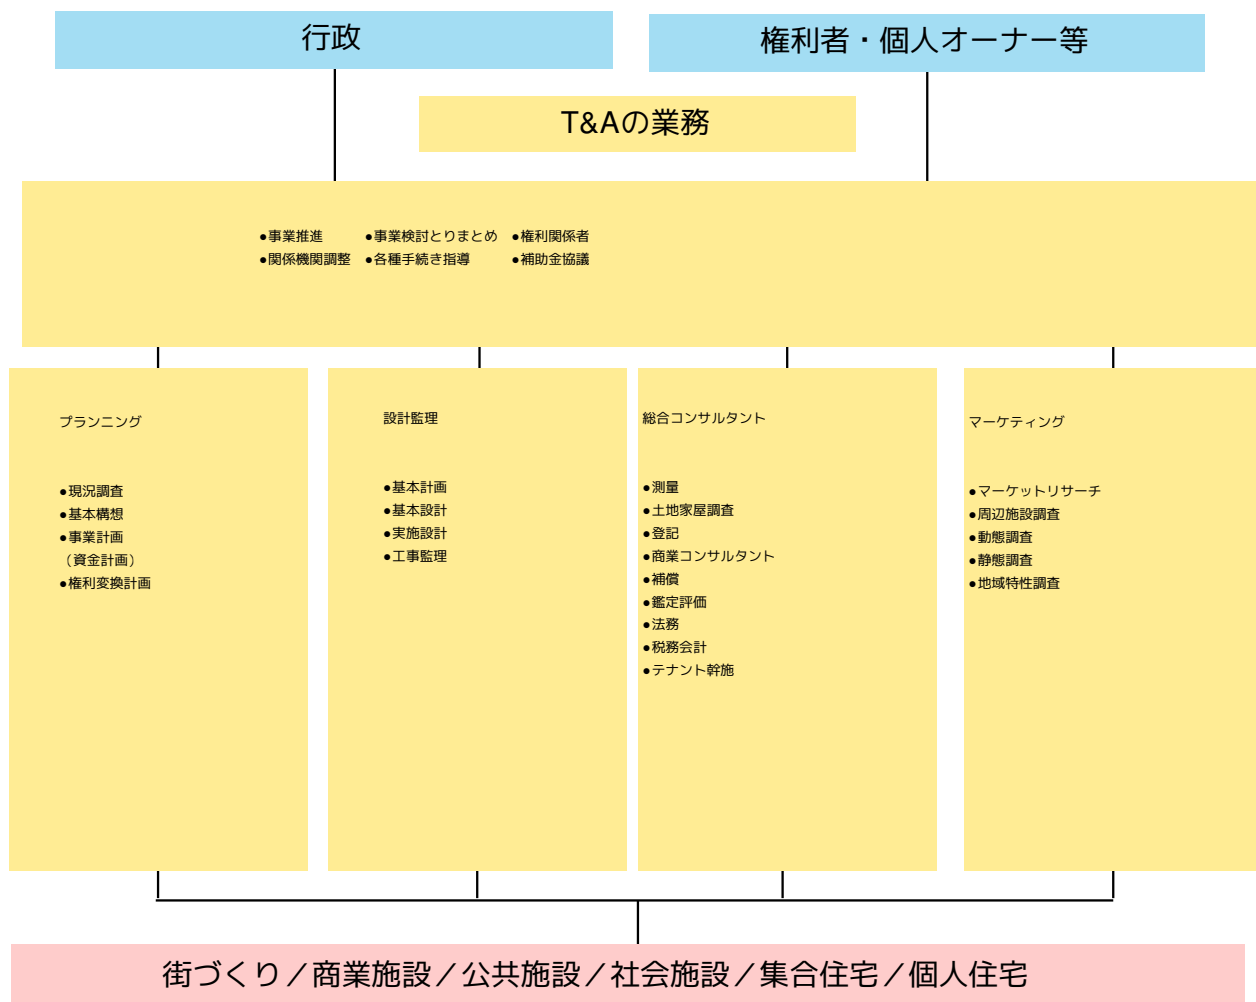 行政
権利者・個人オーナー等
T&Aの業務
●事業推進 ●事業検討とりまとめ ●権利関係者
●関係機関調整 ●各種手続き指導 ●補助金協議
プランニング
●現況調査
●基本構想
●事業計画
（資金計画）
●権利変換計画
設計監理
●基本計画
●基本設計
●実施設計
●工事監理
総合コンサルタント
●測量
●土地家屋調査
●登記
●商業コンサルタント
●補償
●鑑定評価
●法務
●税務会計
●テナント幹施
マーケティング
●マーケットリサーチ
●周辺施設調査
●動態調査
●静態調査
●地域特性調査
街づくり／商業施設／公共施設／社会施設／集合住宅／個人住宅